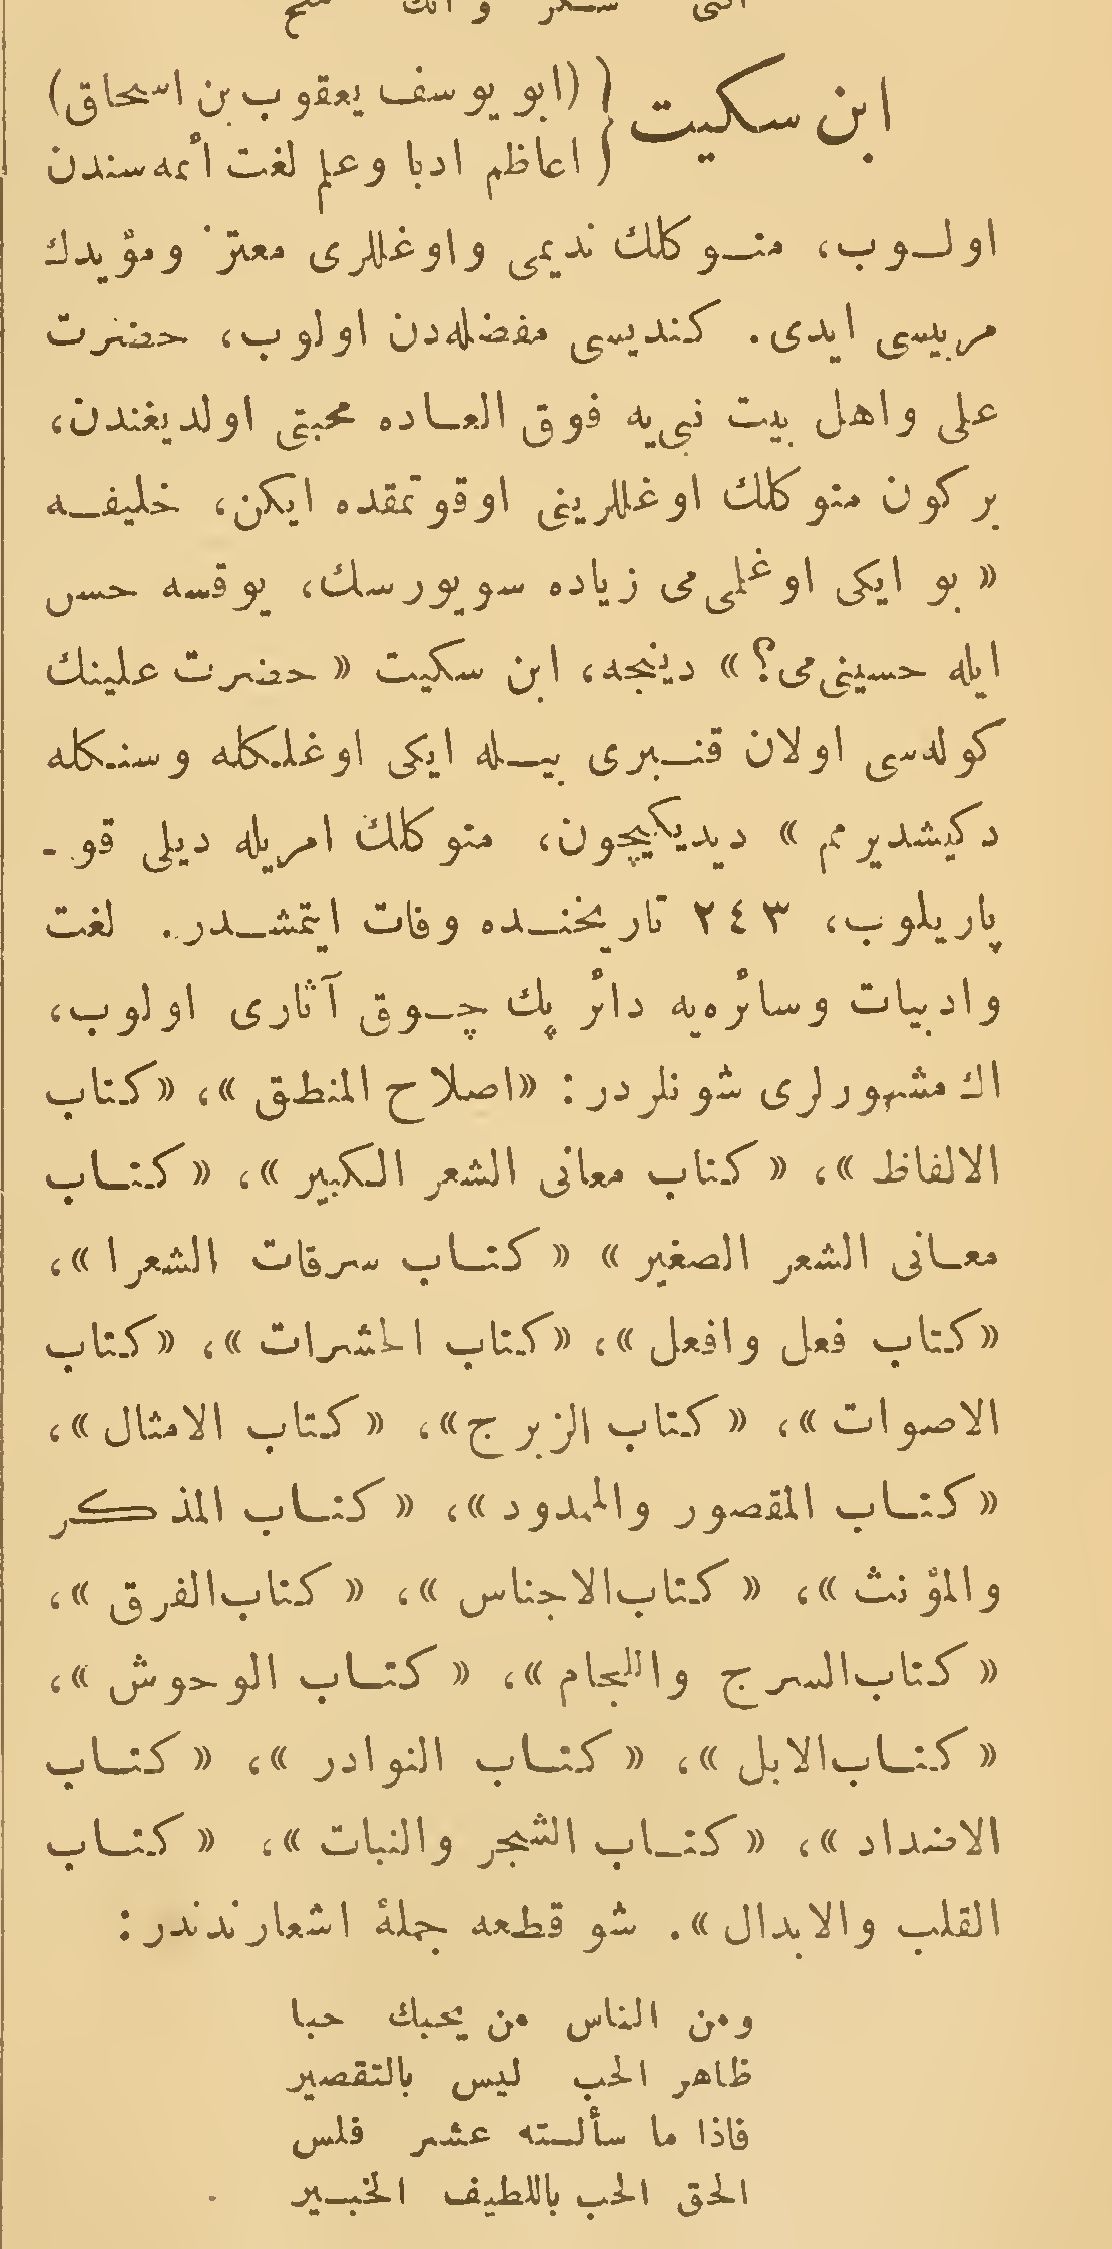 ابن سكيت { (ابو يوسف يعقوب بن اسحاق)
اعاظم ادبا وعلم لغت أئمه‌سندن
اولوب، متوكلك نديمى واوغللرى معتز ومؤيدك
مربيسى ايدى. كنديسى مفضله‌دن اولوب، حضرت
على واهل بيت نبى‌يه فوق العاده محبتى اولديغندن،
بر كون متوكلك اوغللرينى اوقوتمقده ايكن، خليفه
« بو ايكى اوغلمى‌مى زياده سويورسك، يوقسه حسن
ايله حسينى‌مى؟ » دينجه، ابن سكيت « حضرت علينك
كوله‌سى اولان قنبرى بيله ايكى اوغلكله وسنكله
دكيشديرمم » ديديكيچون، متوكلك امريله ديلى قو-
پاريلوب، ٢٤٣ تاريخنده وفات ايتمشدر. لغت
وادبيات وسائره‌يه دائر پك چوق آثارى اولوب،
اك مشهورلرى شونلردر: «اصلاح المنطق »، «كتاب
الالفاظ »، « كتاب معانى الشعر الكبير »، « كتاب
معانى الشعر الصغير » « كتاب سرقات الشعرا »،
«كتاب فعل وافعل »، «كتاب الحشرات »، «كتاب
الاصوات »، « كتاب الزبرج»، « كتاب الامثال »،
«كتاب المقصور والممدود»، « كتاب المذكر
والمؤنث »، « كتاب‌الاجناس »، « كتاب‌الفرق »،
« كتاب‌السرج واللجام »، « كتاب الوحوش »،
« كتاب‌الابل »، « كتاب النوادر »، « كتاب
الاضداد »، « كتاب الشجر والنبات »، « كتاب
القلب والابدال ». شو قطعه جملهٔ اشعارندندر:
ومن الناس من يحبك حبا
ظاهر الحب ليس بالتقصير
فاذا ما سألته عشر فلس
الحق الحب باللطيف الخبير